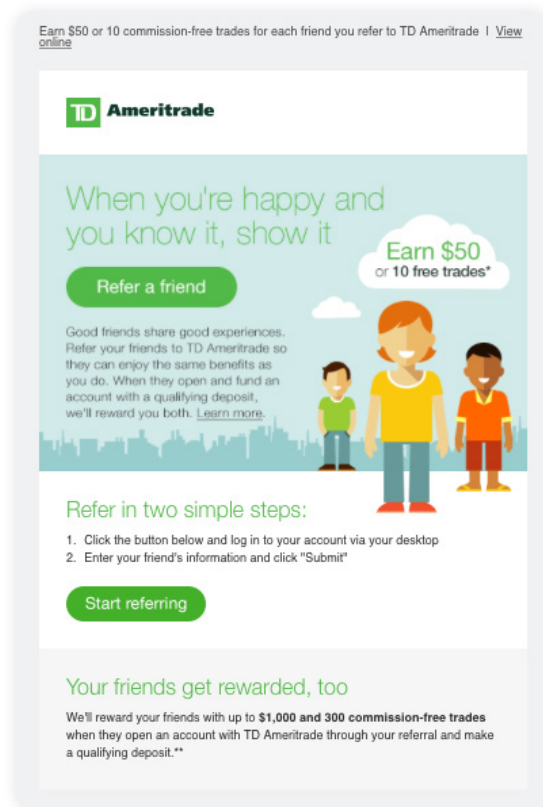 Earn $50 or 10 commission-free trades for each friend you refer to TD Ameritrade | View
online
TD Ameritrade
When you're happy and
you know it, show it
Earn $50
or 10 free trades*
Refer a friend
Good friends share good experiences.
Refer your friends to TD Ameritrade so
they can enjoy the same benefits as
you do. When they open and fund an
account with a qualifying deposit,
we'll reward you both. Learn more.
Refer in two simple steps:
1. Click the button below and log in to your account via your desktop
2. Enter your friend's information and click "Submit"
Start referring
Your friends get rewarded, too
We'll reward your friends with up to $1,000 and 300 commission-free trades
when they open an account with TD Ameritrade through your referral and make
a qualifying deposit.**